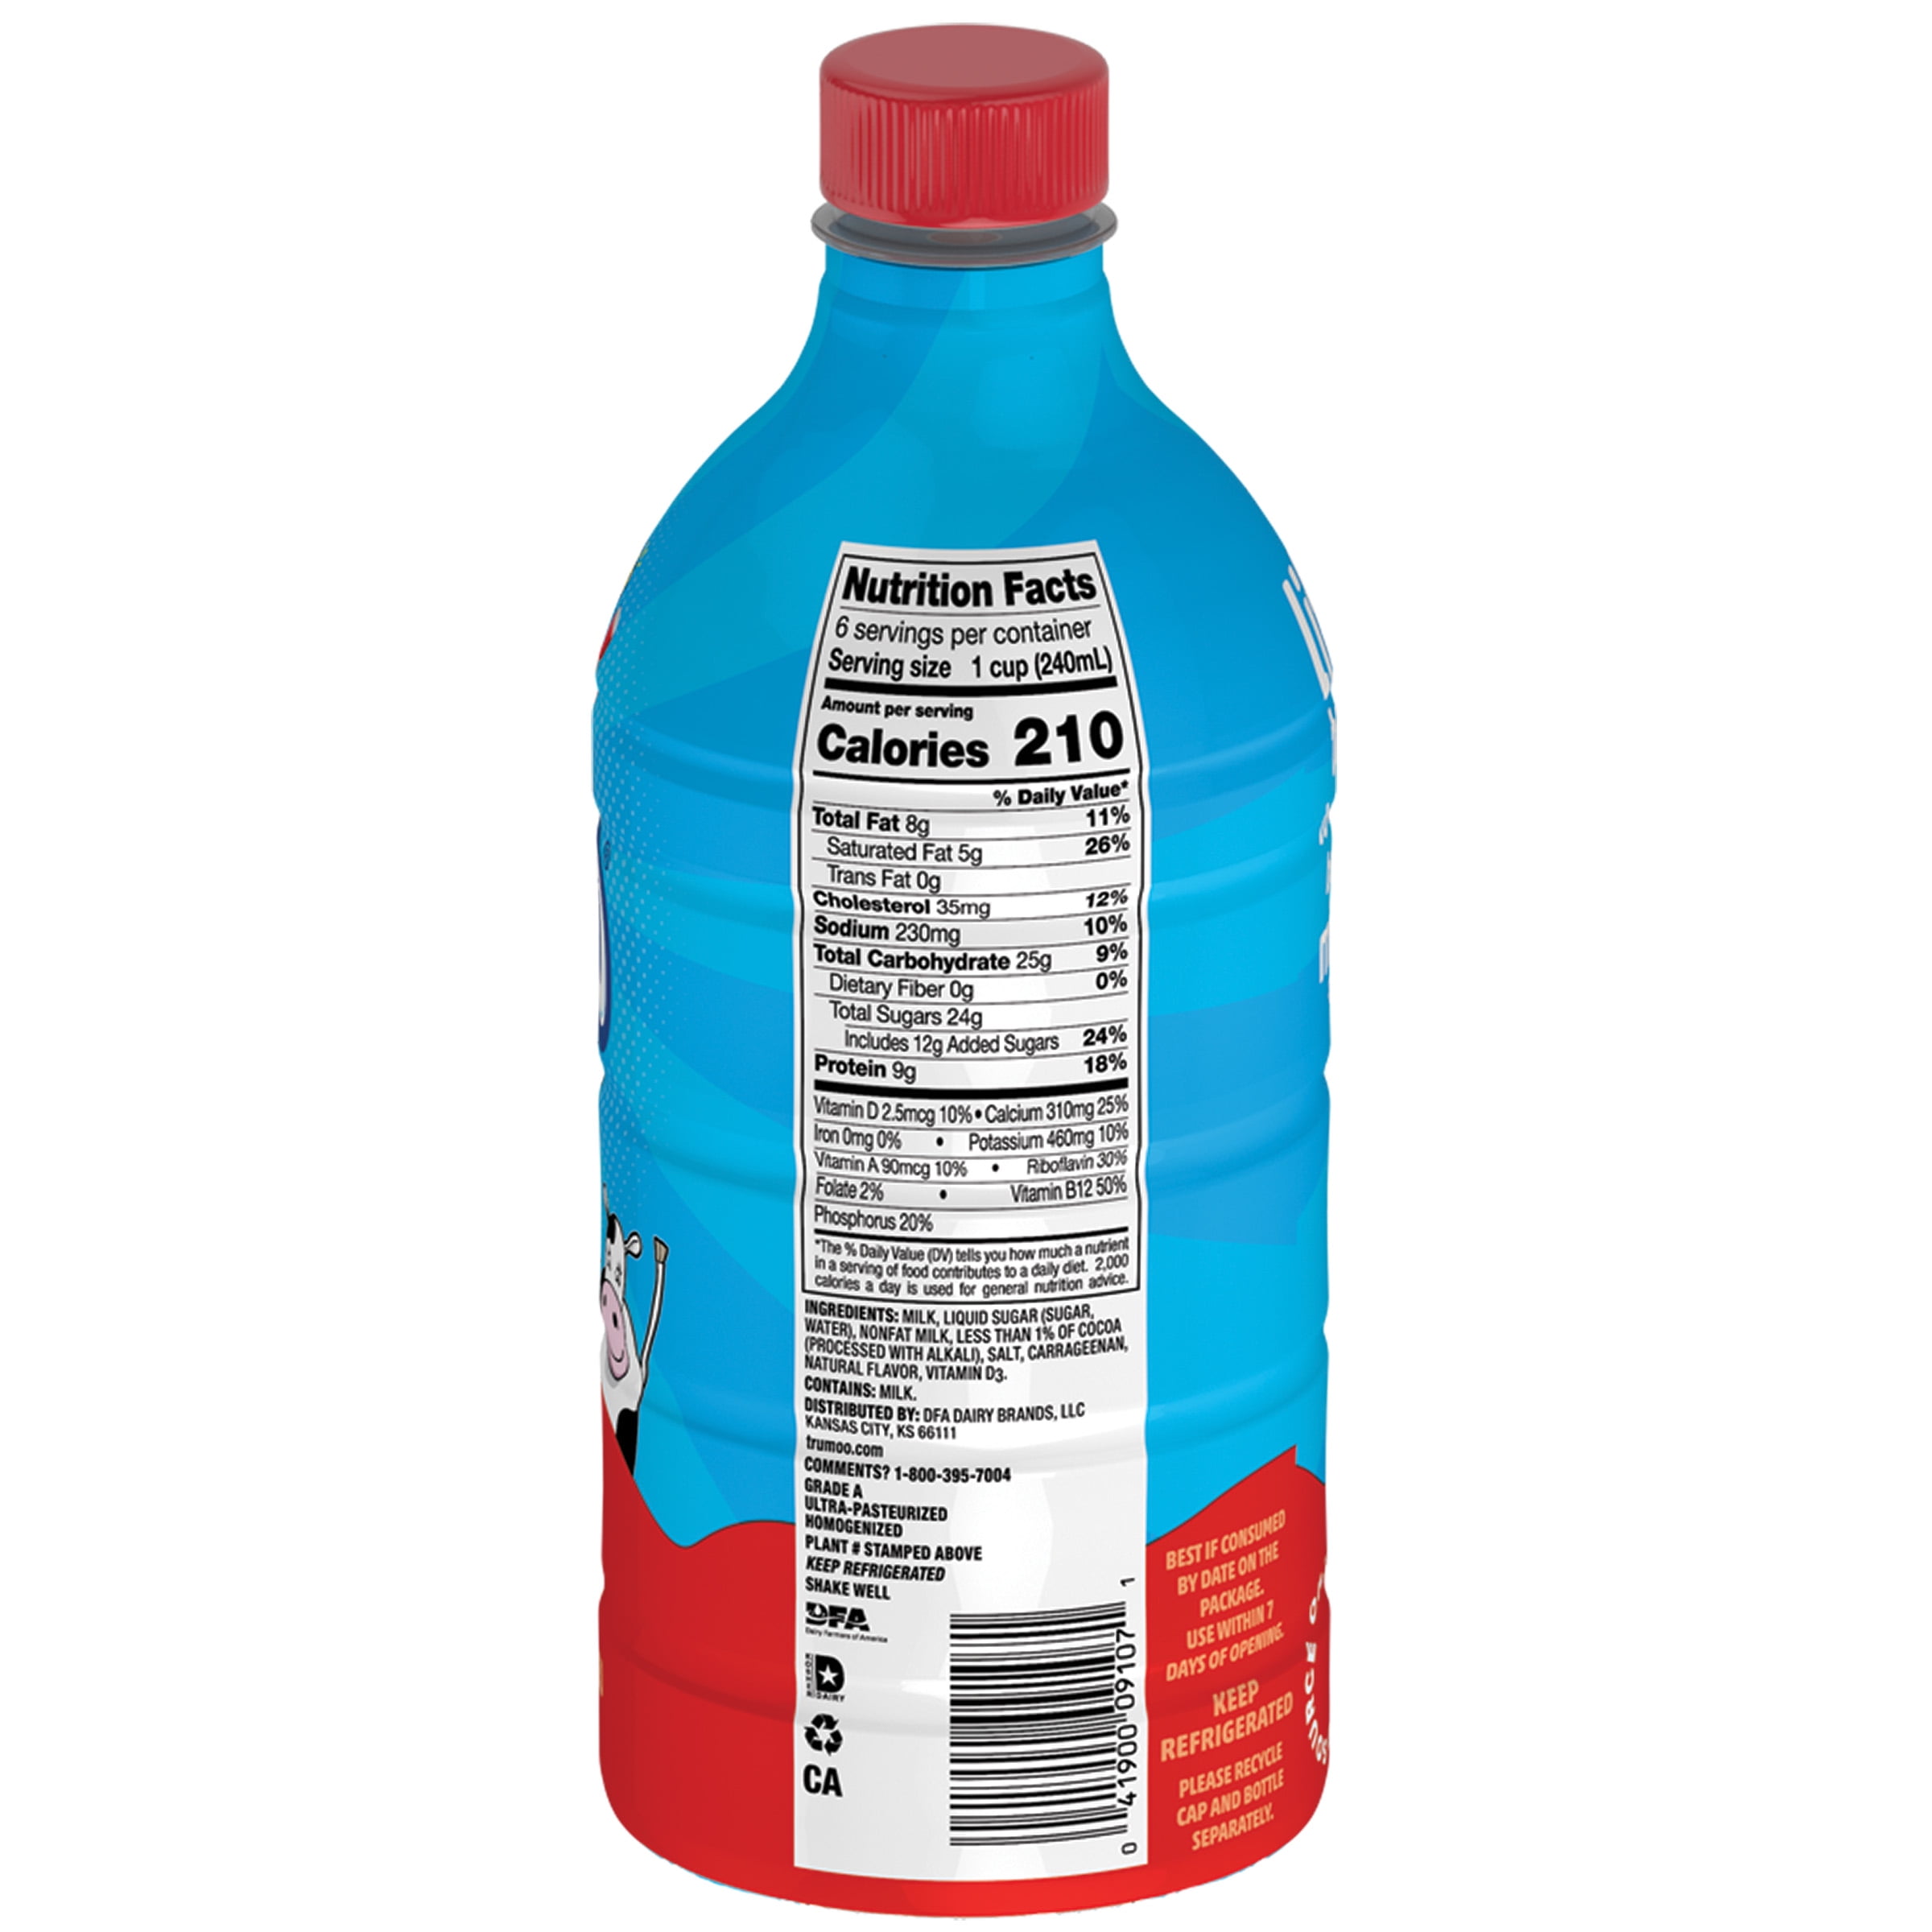 Nutrition Facts
6 servings per container
Serving size 1 cup (240mL)
Amount per serving
Calories 210
% Daily Value*
Total Fat 8g 11%
Saturated Fat 5g 26%
Trans Fat 0g
Cholesterol 35mg 12%
Sodium 230mg 10%
Total Carbohydrate 25g 9%
Dietary Fiber 0g 0%
Total Sugars 24g
Includes 12g Added Sugars 24%
Protein 9g 18%
Vitamin D 2.5mcg 10% • Calcium 310mg 25%
Iron 0mg 0% • Potassium 460mg 10%
Vitamin A 90mcg 10% • Riboflavin 30%
Folate 2% • Vitamin B12 50%
Phosphorus 20%
*The % Daily Value (DV) tells you how much a nutrient
in a serving of food contributes to a daily diet. 2,000
calories a day is used for general nutrition advice.
INGREDIENTS: MILK, LIQUID SUGAR (SUGAR,
WATER), NONFAT MILK, LESS THAN 1% OF COCOA
(PROCESSED WITH ALKALI), SALT, CARRAGEENAN,
NATURAL FLAVOR, VITAMIN D3.
CONTAINS: MILK.
DISTRIBUTED BY: DFA DAIRY BRANDS, LLC
KANSAS CITY, KS 66111
trumoo.com
COMMENTS? 1-800-395-7004
GRADE A
ULTRA-PASTEURIZED
HOMOGENIZED
PLANT # STAMPED ABOVE
KEEP REFRIGERATED
SHAKE WELL
DFA
Dairy Farmers of America
D
DAIRY
CA
0 41900 09107 1
BEST IF CONSUMED
BY DATE ON THE
PACKAGE.
USE WITHIN 7
DAYS OF OPENING.
KEEP
REFRIGERATED
PLEASE RECYCLE
CAP AND BOTTLE
SEPARATELY.